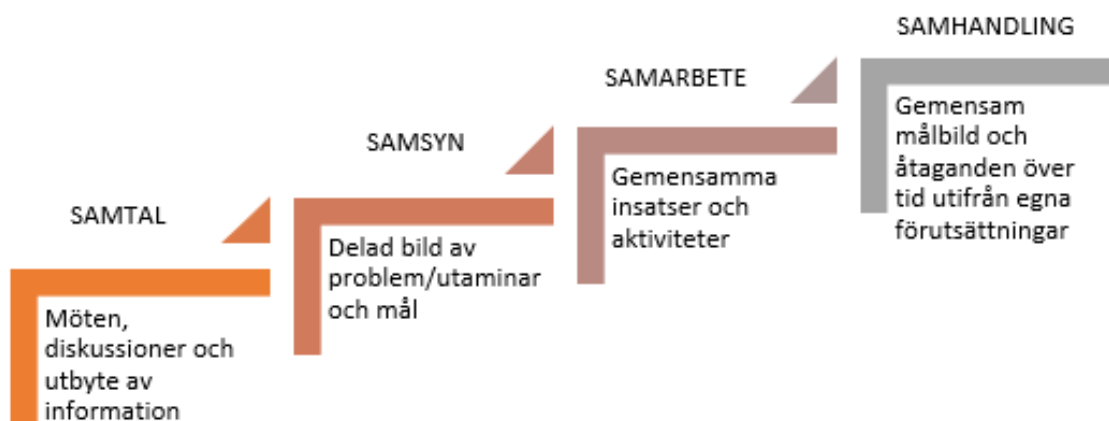 SAMTAL
Möten,
diskussioner och
utbyte av
information
SAMSYN
Delad bild av
problem/utaminar
och mål
SAMARBETE
Gemensamma
insatser och
aktiviteter
SAMHANDLING
Gemensam
målbild och
åtaganden över
tid utifrån egna
förutsättningar